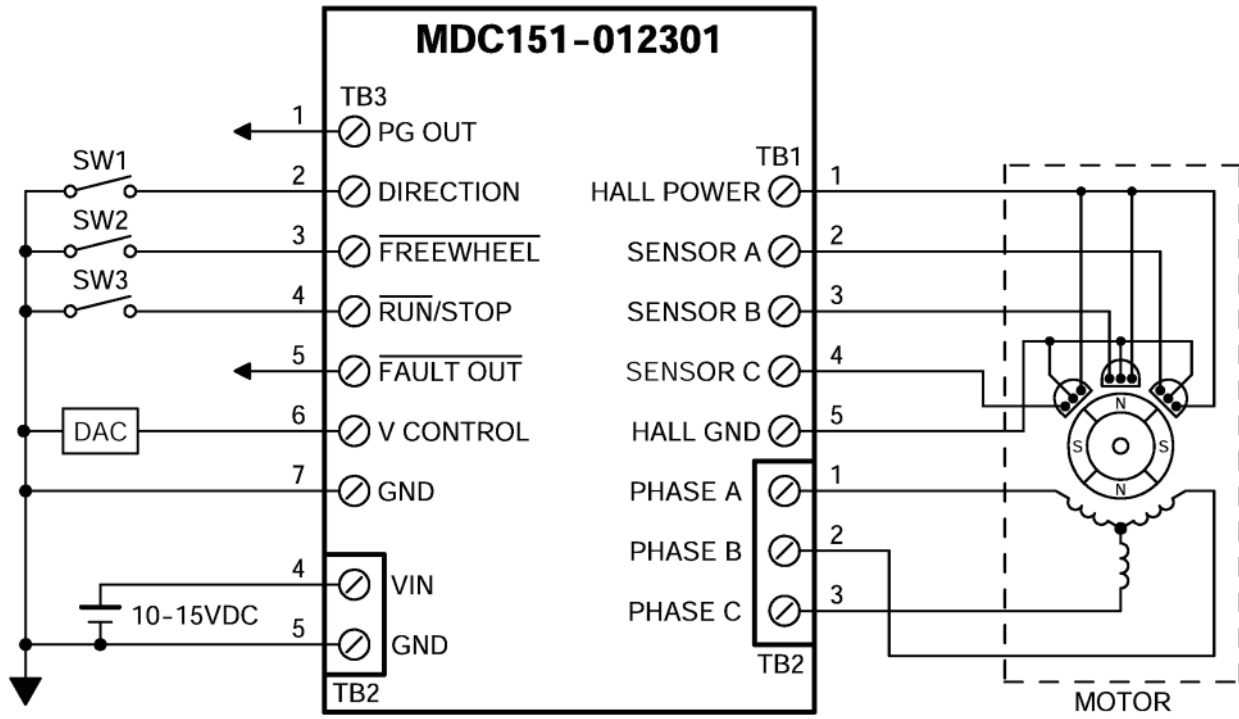 MDC151-012301
TB3
1 PG OUT
SW1
2 DIRECTION
SW2
3 FREEWHEEL
SW3
4 RUN/STOP
5 FAULT OUT
DAC
6 V CONTROL
7 GND
4 VIN
10-15VDC
5 GND
TB2
TB1
HALL POWER 1
SENSOR A 2
SENSOR B 3
SENSOR C 4
HALL GND 5
PHASE A 1
PHASE B 2
PHASE C 3
TB2
N
S S
N
MOTOR